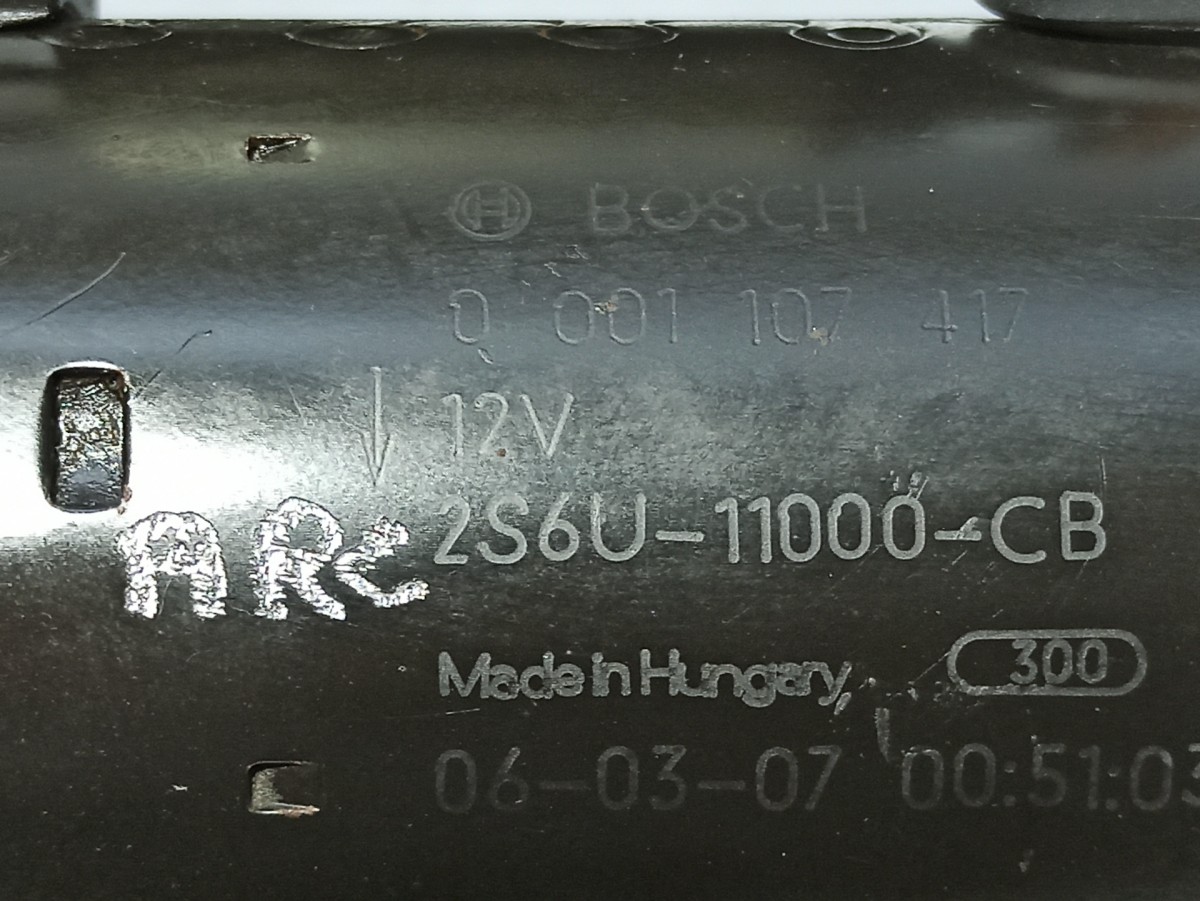 BOSCH
0 001 107 417
12V
ARC
2S6U-11000-CB
Made in Hungary
300
06-03-07 00:51:03